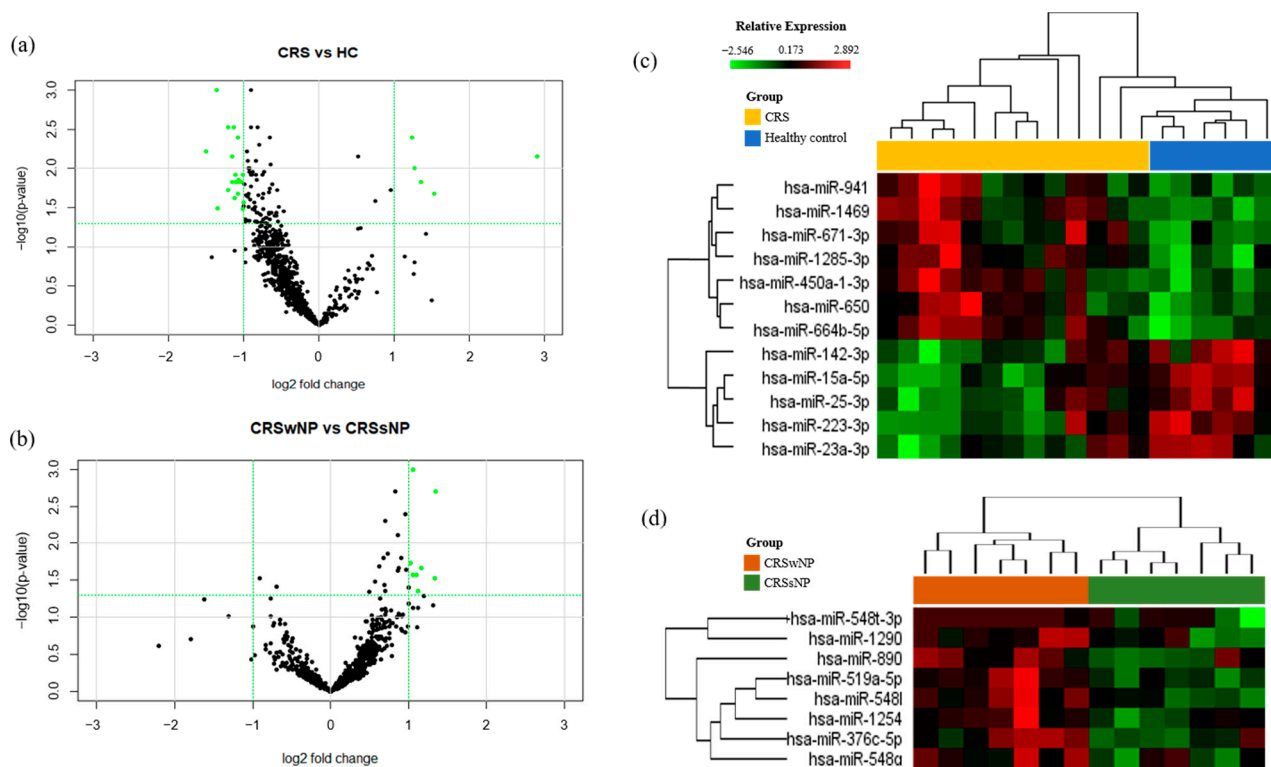 (a)
CRS vs HC
−log10(p-value)
3.0
2.5
2.0
1.5
1.0
0.5
0.0
−3
−2
−1
0
1
2
3
log2 fold change
(b)
CRSwNP vs CRSsNP
−log10(p-value)
3.0
2.5
2.0
1.5
1.0
0.5
0.0
−3
−2
−1
0
1
2
3
log2 fold change
(c)
Relative Expression
−2.546 0.173 2.892
Group
CRS
Healthy control
hsa-miR-941
hsa-miR-1469
hsa-miR-671-3p
hsa-miR-1285-3p
hsa-miR-450a-1-3p
hsa-miR-650
hsa-miR-664b-5p
hsa-miR-142-3p
hsa-miR-15a-5p
hsa-miR-25-3p
hsa-miR-223-3p
hsa-miR-23a-3p
(d)
Group
CRSwNP
CRSsNP
hsa-miR-548t-3p
hsa-miR-1290
hsa-miR-890
hsa-miR-519a-5p
hsa-miR-548l
hsa-miR-1254
hsa-miR-376c-5p